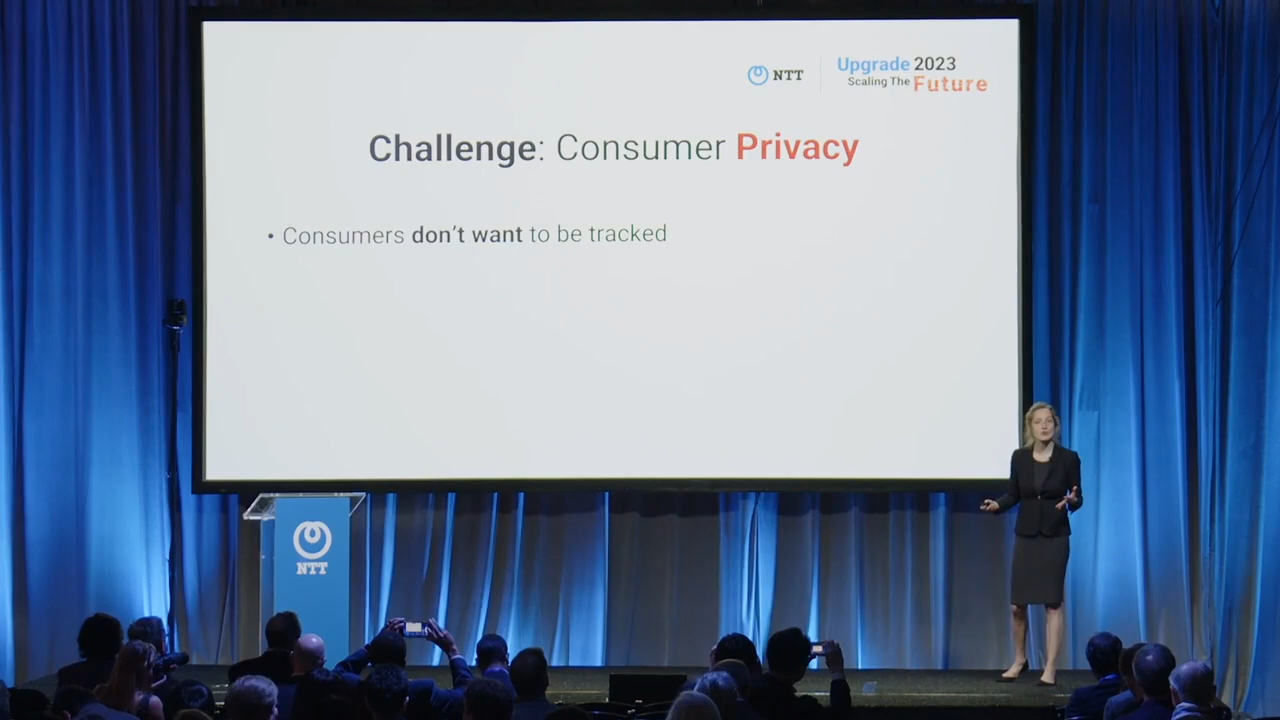 NTT
Upgrade 2023
Scaling The Future
Challenge: Consumer Privacy
• Consumers don't want to be tracked
NTT